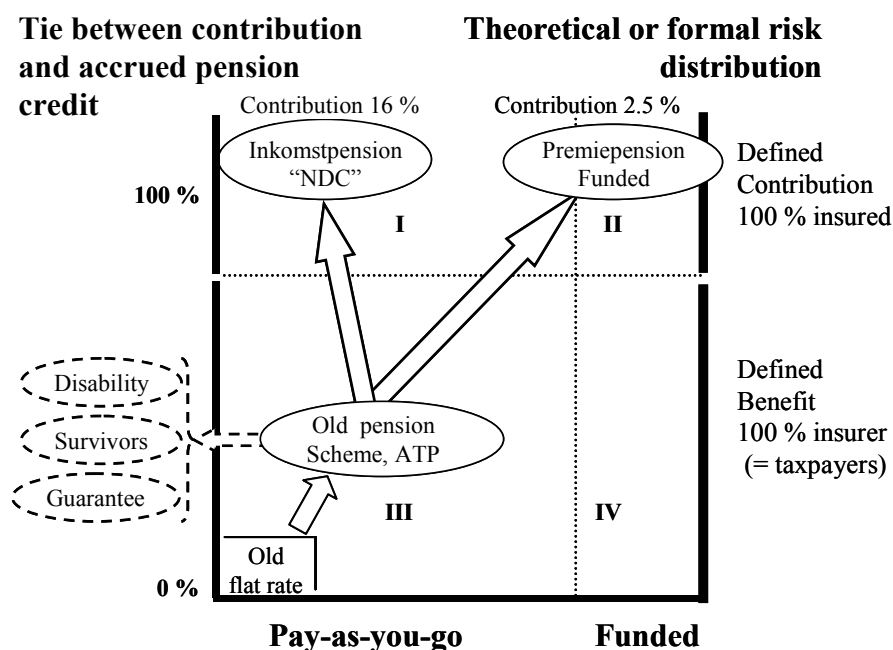 Tie between contribution
and accrued pension
credit
Theoretical or formal risk
distribution
Contribution 16 %
Contribution 2.5 %
Inkomstpension
“NDC”
Premiepension
Funded
Defined
Contribution
100 % insured
100 %
I
II
Disability
Survivors
Guarantee
Old pension
Scheme, ATP
Defined
Benefit
100 % insurer
(= taxpayers)
III
IV
Old
flat rate
0 %
Pay-as-you-go
Funded